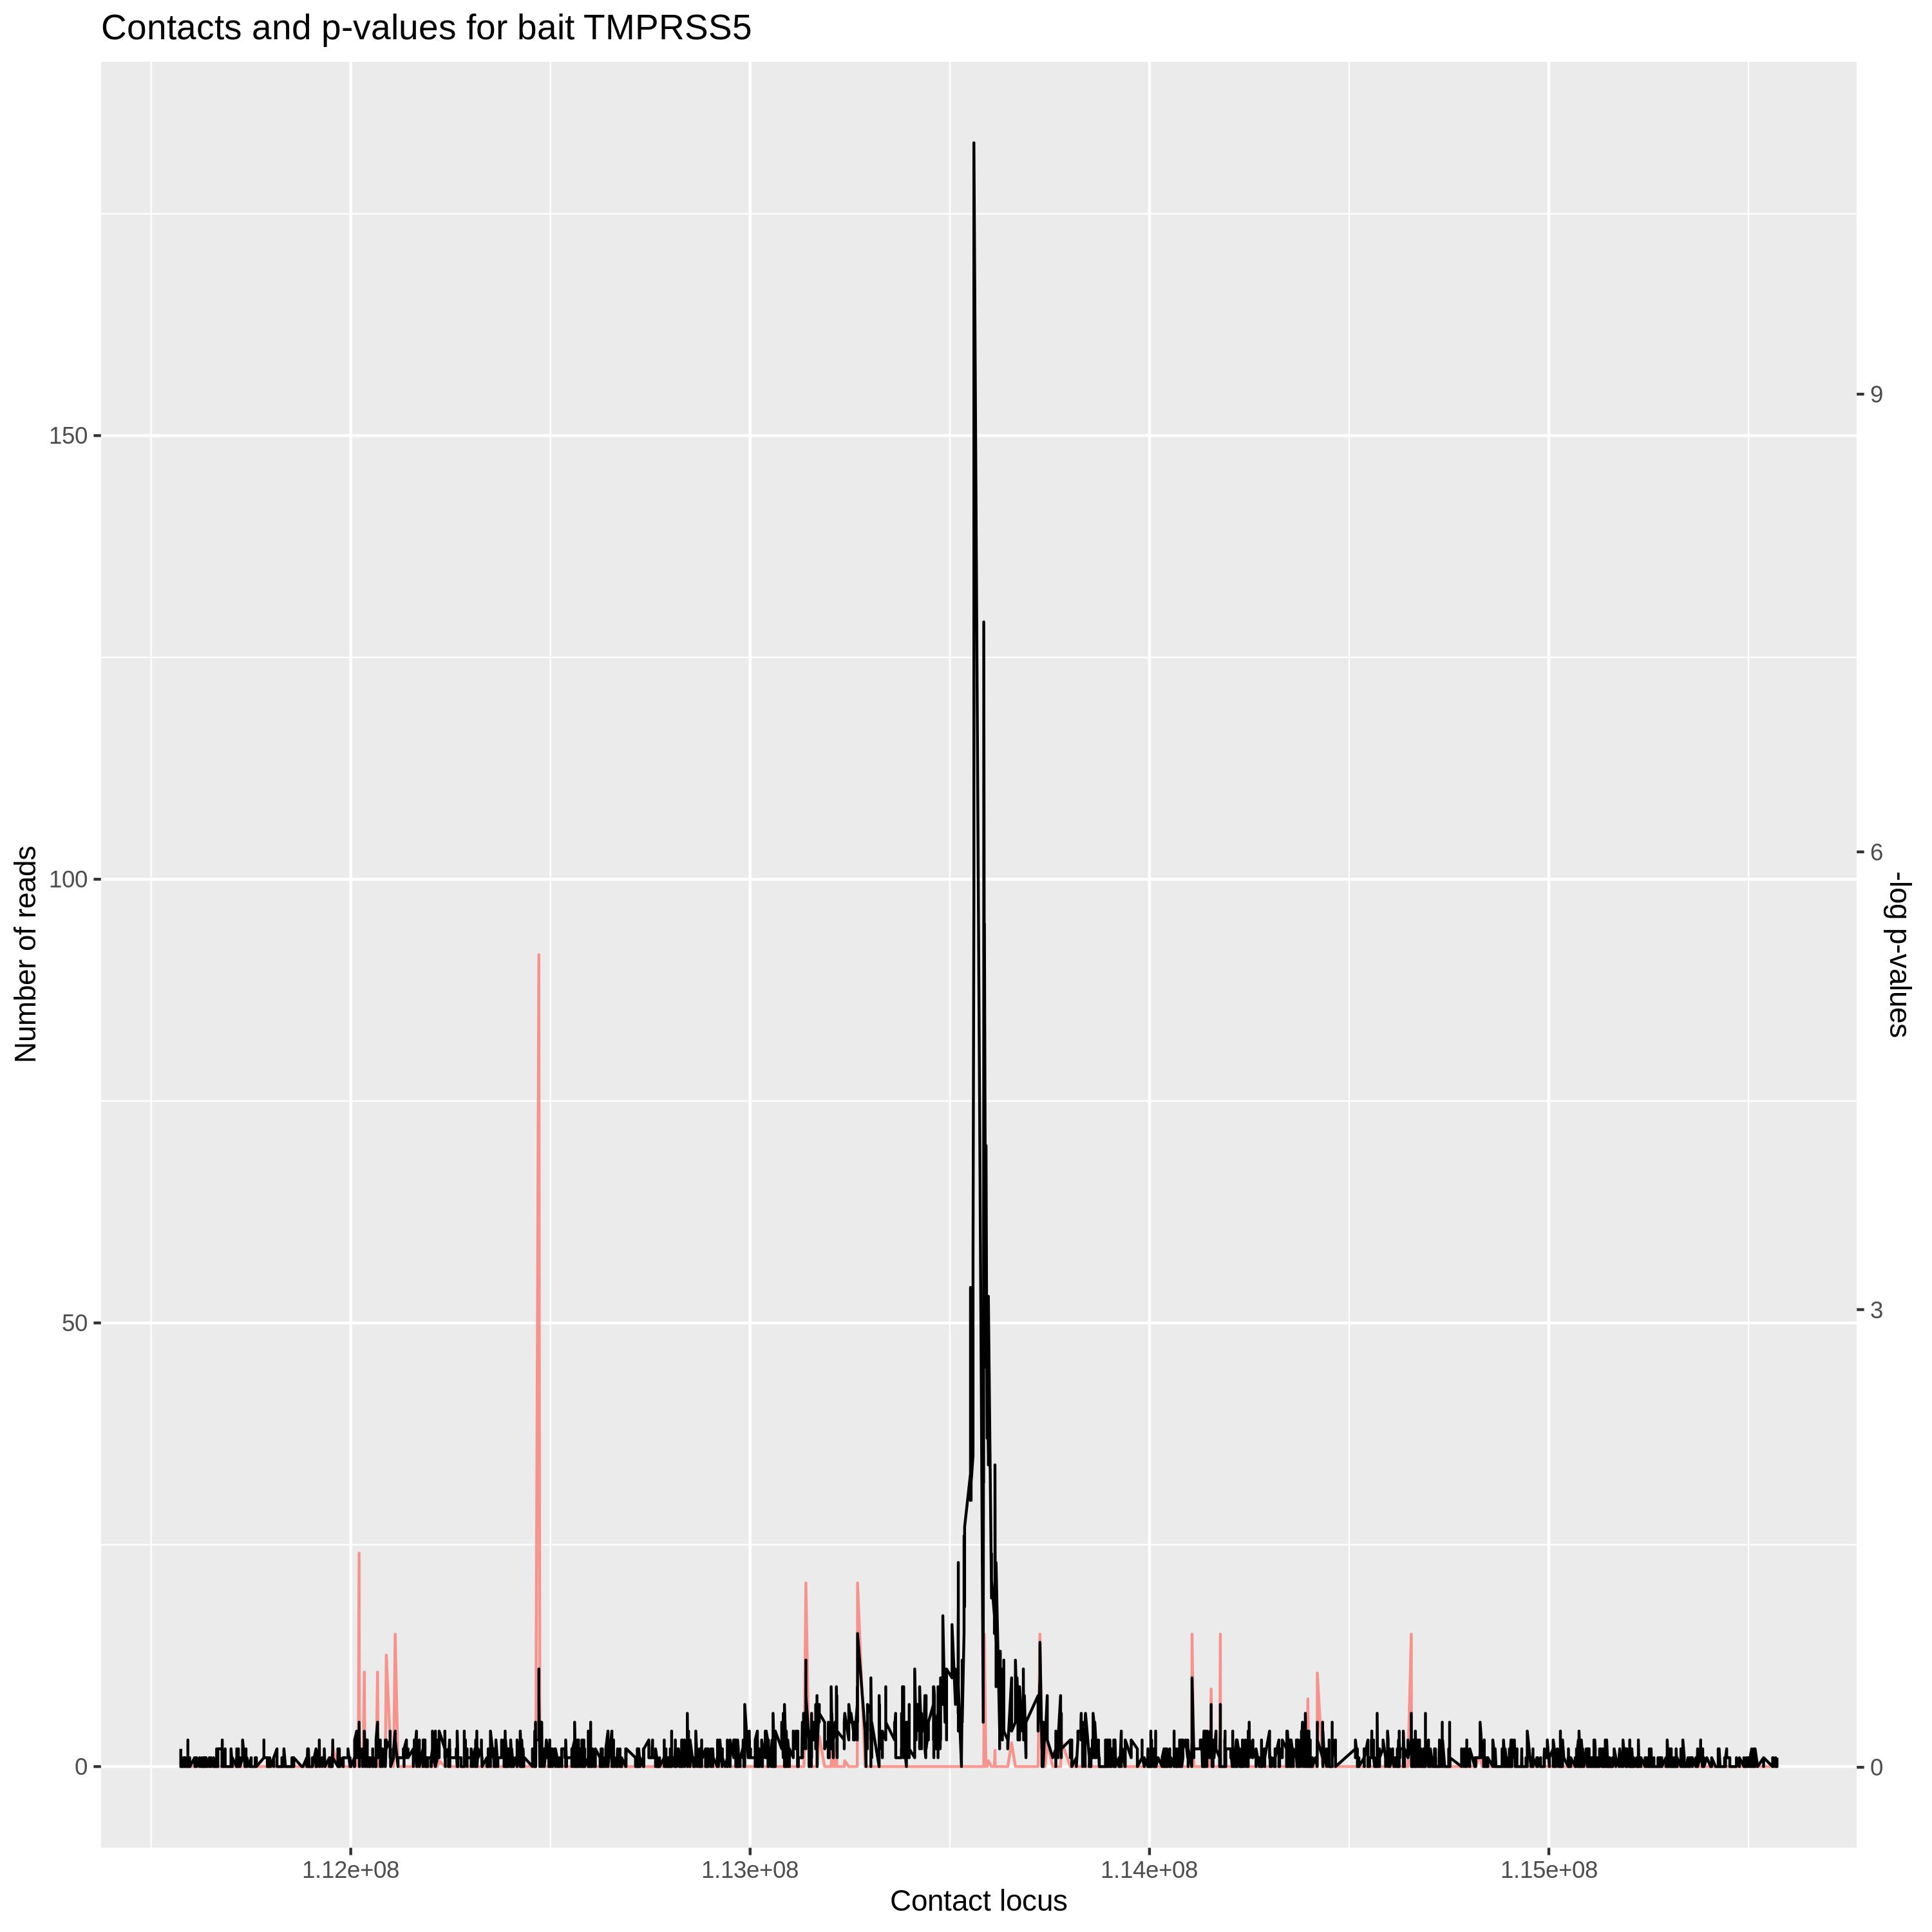 Contacts and p-values for bait TMPRSS5
Number of reads
150
100
50
0
9
6
3
0
-log p-values
1.12e+08 1.13e+08 1.14e+08 1.15e+08
Contact locus